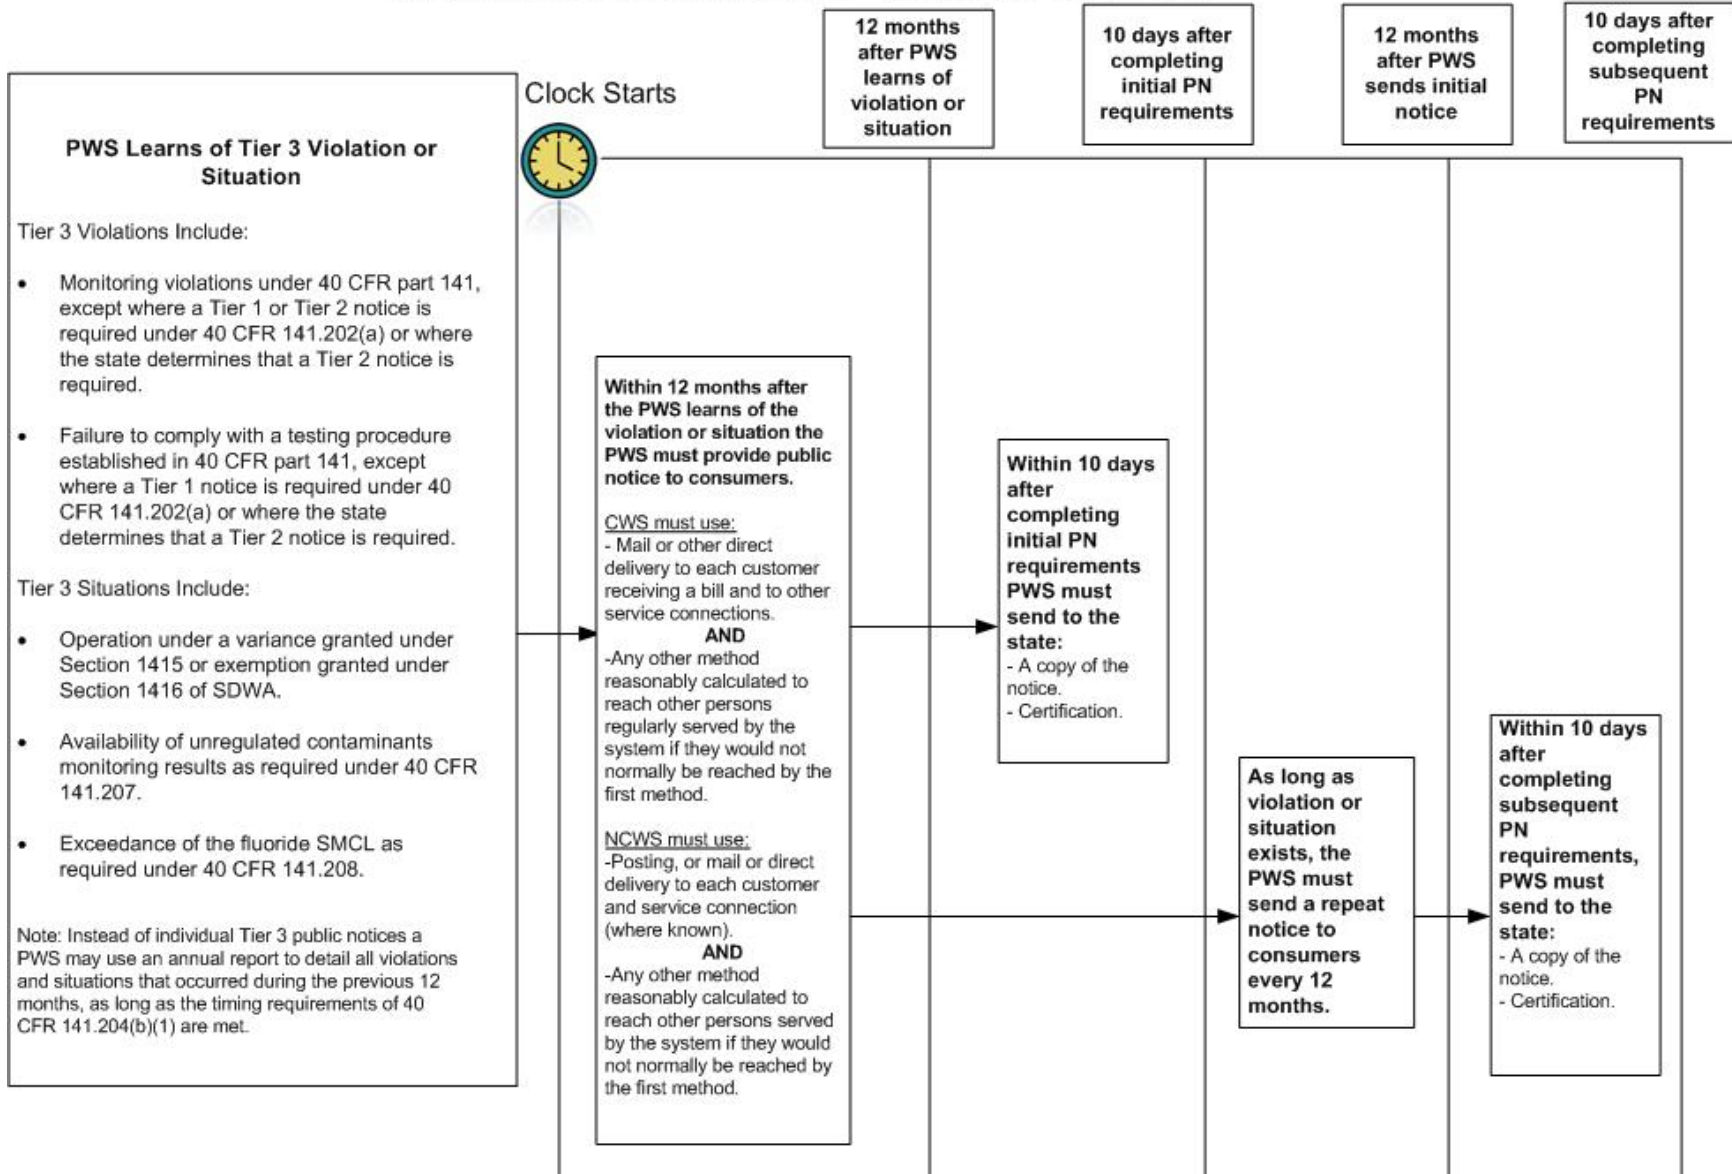 12 months
after PWS
learns of
violation or
situation
10 days after
completing
initial PN
requirements
12 months
after PWS
sends initial
notice
10 days after
completing
subsequent
PN
requirements
Clock Starts
PWS Learns of Tier 3 Violation or
Situation
Tier 3 Violations Include:
• Monitoring violations under 40 CFR part 141,
except where a Tier 1 or Tier 2 notice is
required under 40 CFR 141.202(a) or where
the state determines that a Tier 2 notice is
required.
• Failure to comply with a testing procedure
established in 40 CFR part 141, except
where a Tier 1 notice is required under 40
CFR 141.202(a) or where the state
determines that a Tier 2 notice is required.
Tier 3 Situations Include:
• Operation under a variance granted under
Section 1415 or exemption granted under
Section 1416 of SDWA.
• Availability of unregulated contaminants
monitoring results as required under 40 CFR
141.207.
• Exceedance of the fluoride SMCL as
required under 40 CFR 141.208.
Note: Instead of individual Tier 3 public notices a
PWS may use an annual report to detail all violations
and situations that occurred during the previous 12
months, as long as the timing requirements of 40
CFR 141.204(b)(1) are met.
Within 12 months after
the PWS learns of the
violation or situation the
PWS must provide public
notice to consumers.
CWS must use:
- Mail or other direct
delivery to each customer
receiving a bill and to other
service connections.
AND
-Any other method
reasonably calculated to
reach other persons
regularly served by the
system if they would not
normally be reached by the
first method.
NCWS must use:
-Posting, or mail or direct
delivery to each customer
and service connection
(where known).
AND
-Any other method
reasonably calculated to
reach other persons served
by the system if they would
not normally be reached by
the first method.
Within 10 days
after
completing
initial PN
requirements
PWS must
send to the
state:
- A copy of the
notice.
- Certification.
As long as
violation or
situation
exists, the
PWS must
send a repeat
notice to
consumers
every 12
months.
Within 10 days
after
completing
subsequent
PN
requirements,
PWS must
send to the
state:
- A copy of the
notice.
- Certification.